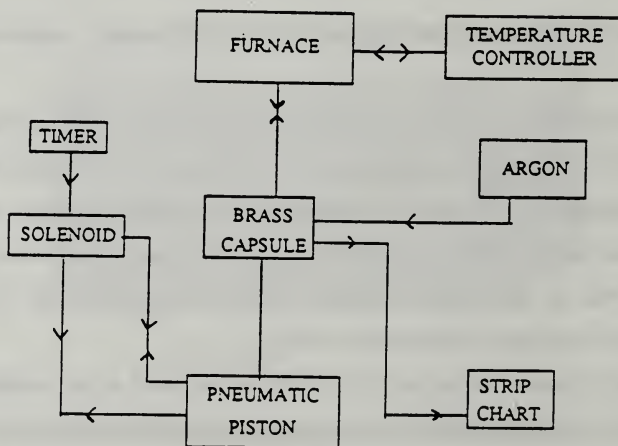 FURNACE
TEMPERATURE
CONTROLLER
TIMER
ARGON
SOLENOID
BRASS
CAPSULE
PNEUMATIC
PISTON
STRIP
CHART